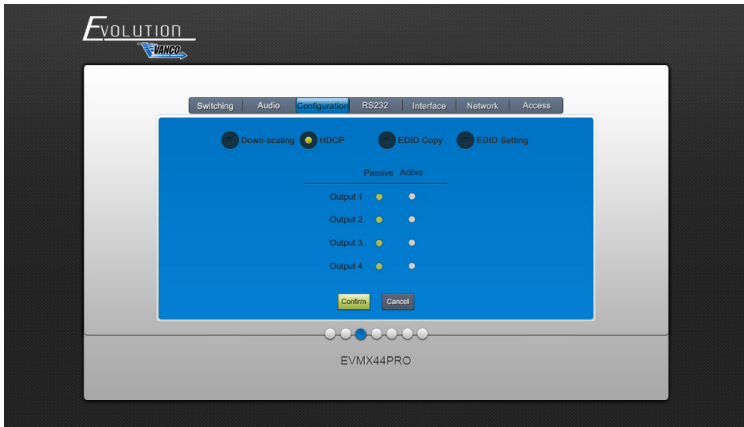 EVOLUTION
VANCO
Switching Audio Configuration RS232 Interface Network Access
Down-scaling HDCP EDID Copy EDID Setting
Passive Active
Output 1
Output 2
Output 3
Output 4
Confirm Cancel
EVMX44PRO